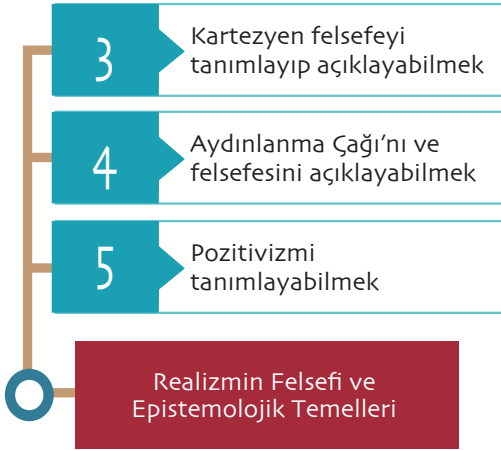 3
Kartezyen felsefeyi
tanımlayıp açıklayabilmek
4
Aydınlanma Çağı’nı ve
felsefesini açıklayabilmek
5
Pozitivizmi
tanımlayabilmek
Realizmin Felsefi ve
Epistemolojik Temelleri